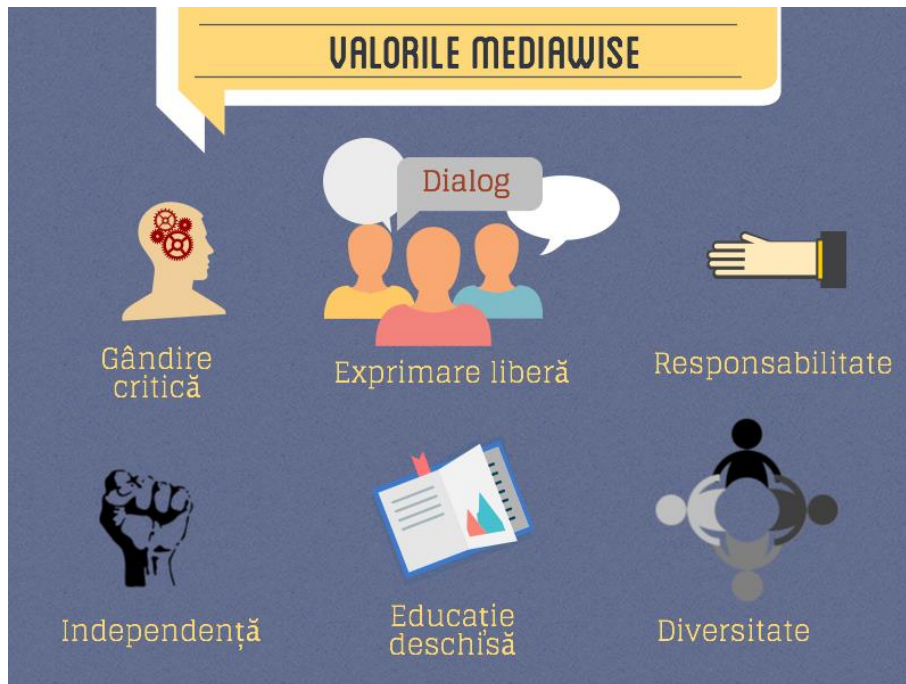 VALORILE MEDIAWISE
Dialog
Gândire
critică
Exprimare liberă
Responsabilitate
Independență
Educație
deschisă
Diversitate